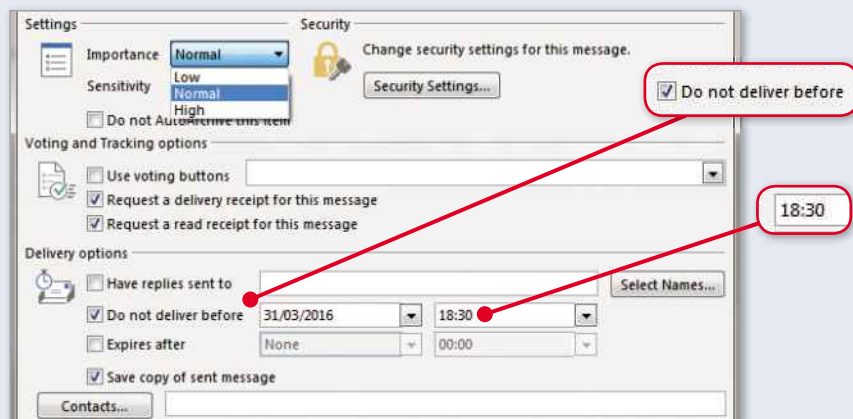 Settings Security
Importance Normal Change security settings for this message.
Low
Sensitivity Normal Security Settings...
High
Do not AutoArchive this item
Do not deliver before
Voting and Tracking options
Use voting buttons
Request a delivery receipt for this message
Request a read receipt for this message
18:30
Delivery options
Have replies sent to Select Names...
Do not deliver before 31/03/2016 18:30
Expires after None 00:00
Save copy of sent message
Contacts...